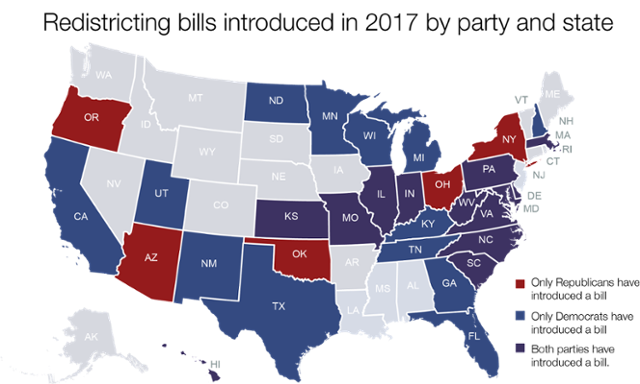 Redistricting bills introduced in 2017 by party and state
WA
MT
ND
MN
VT
ME
OR
ID
SD
WI
NH
MA
NY
RI
WY
MI
CT
NE
IA
PA
NJ
NV
UT
CO
IL
IN
OH
DE
MD
CA
KS
MO
WV
VA
KY
AZ
NM
OK
AR
TN
NC
SC
TX
LA
MS
AL
GA
FL
AK
HI
Only Republicans have
introduced a bill
Only Democrats have
introduced a bill
Both parties have
introduced a bill.